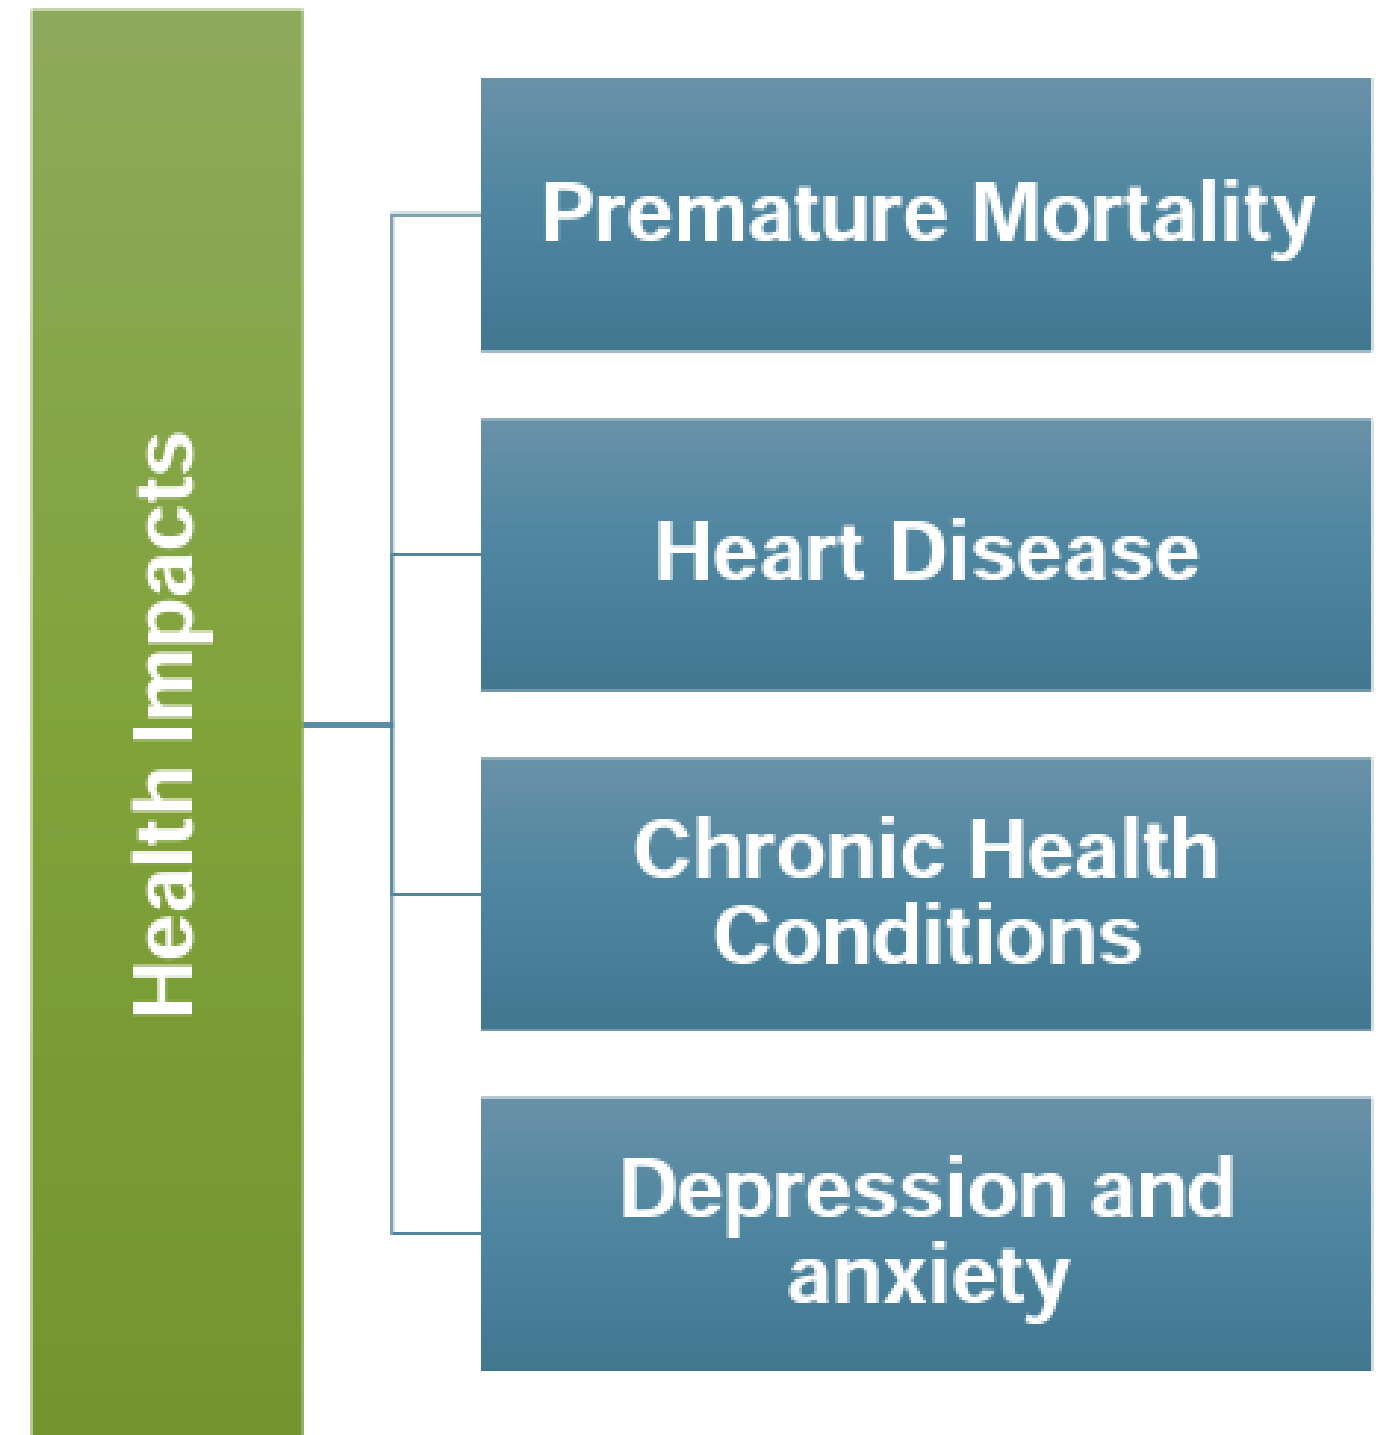 Health Impacts
Premature Mortality
Heart Disease
Chronic Health
Conditions
Depression and
anxiety